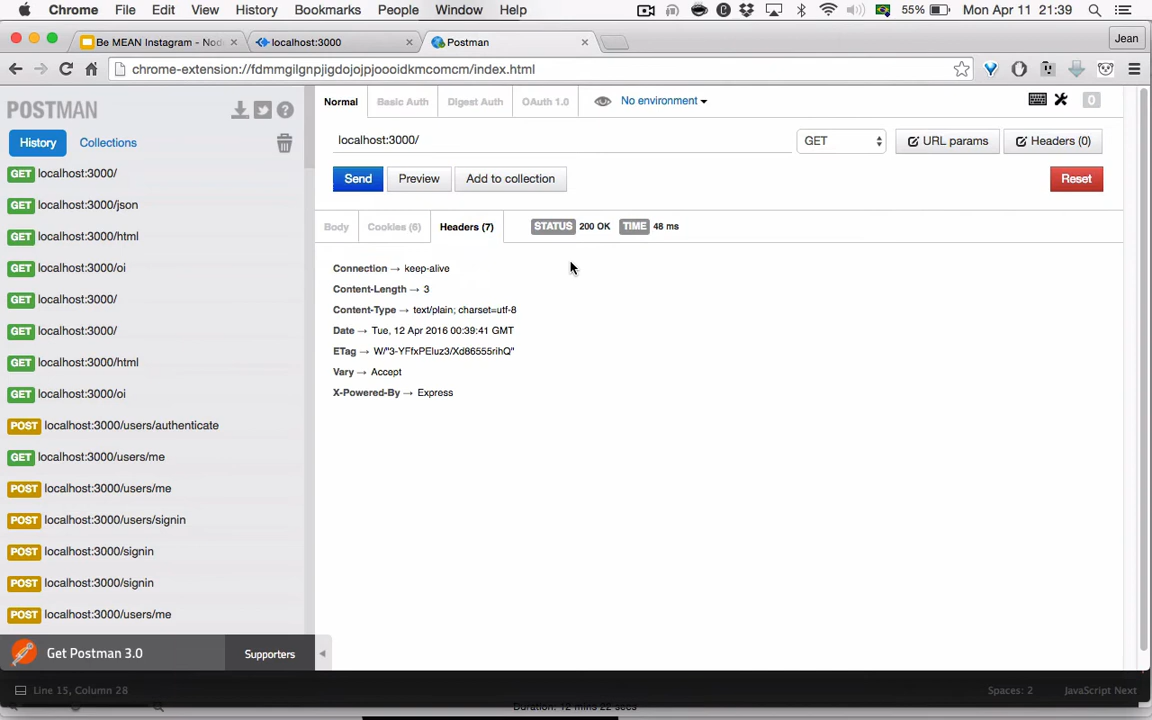 Chrome File Edit View History Bookmarks People Window Help 55% Mon Apr 11 21:39
Be MEAN Instagram - Nod localhost:3000 Postman Jean
chrome-extension://fdmmgilgnpjigdojojpjoooidkmcomcm/index.html
POSTMAN Normal Basic Auth Digest Auth OAuth 1.0 No environment 0
History Collections localhost:3000/ GET URL params Headers (0)
Send Preview Add to collection Reset
GET localhost:3000/
GET localhost:3000/json
GET localhost:3000/html
GET localhost:3000/oi
GET localhost:3000/
GET localhost:3000/
GET localhost:3000/html
GET localhost:3000/oi
POST localhost:3000/users/authenticate
GET localhost:3000/users/me
POST localhost:3000/users/me
POST localhost:3000/users/signin
POST localhost:3000/signin
POST localhost:3000/signin
POST localhost:3000/users/me
Get Postman 3.0 Supporters
Body Cookies (6) Headers (7) STATUS 200 OK TIME 48 ms
Connection → keep-alive
Content-Length → 3
Content-Type → text/plain; charset=utf-8
Date → Tue, 12 Apr 2016 00:39:41 GMT
ETag → W/"3-YFfxPEluz3/Xd86555rihQ"
Vary → Accept
X-Powered-By → Express
Line 15, Column 28 Spaces: 2 JavaScript Next
Duration: 12 mins 22 secs